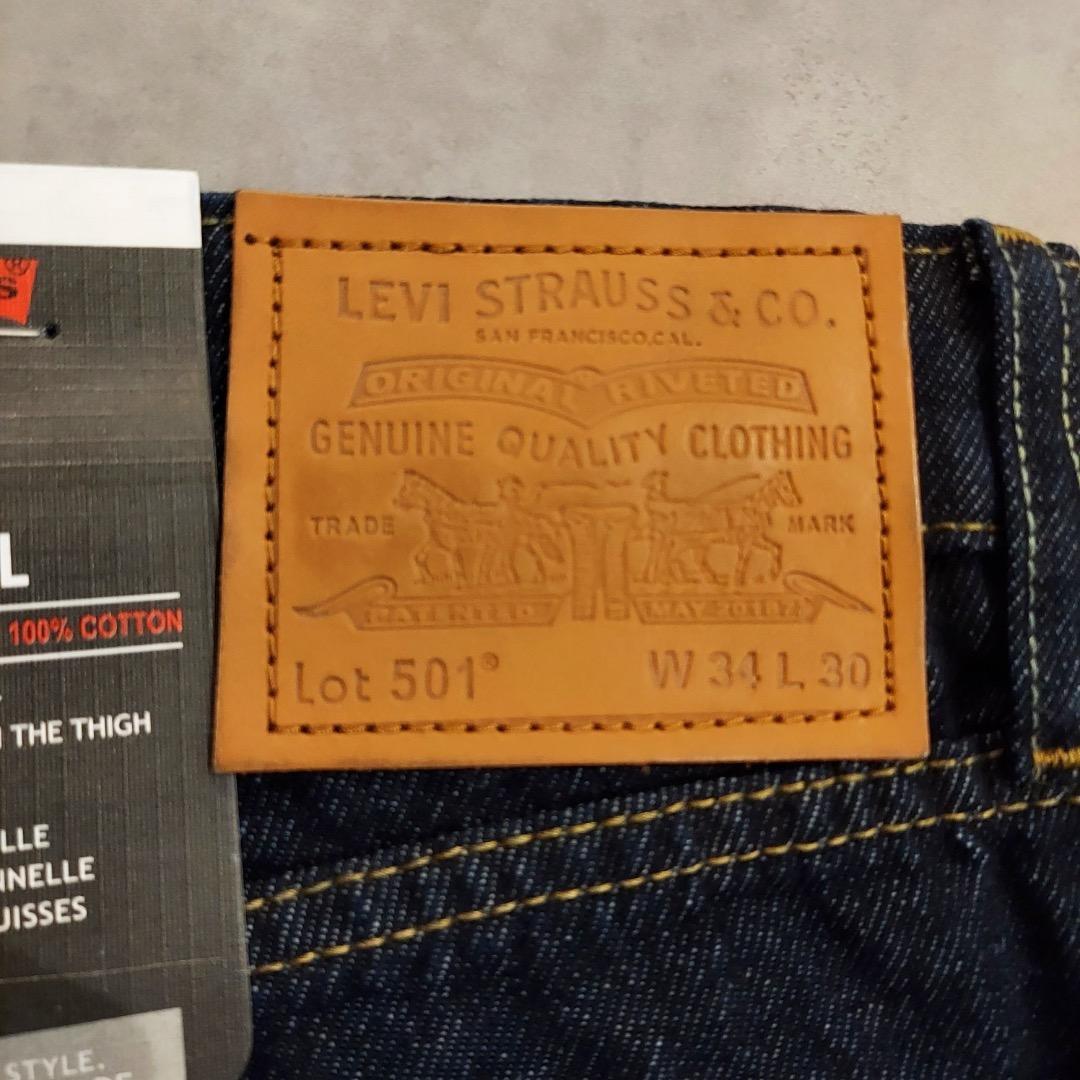 LEVI STRAUSS & CO.
SAN FRANCISCO, CAL.
ORIGINAL RIVETED
GENUINE QUALITY CLOTHING
TRADE MARK
PATENTED MAY 20 1873
Lot 501® W 34 L 30
S®
L
100% COTTON
THE THIGH
LLE
NNELLE
UISSES
STYLE.